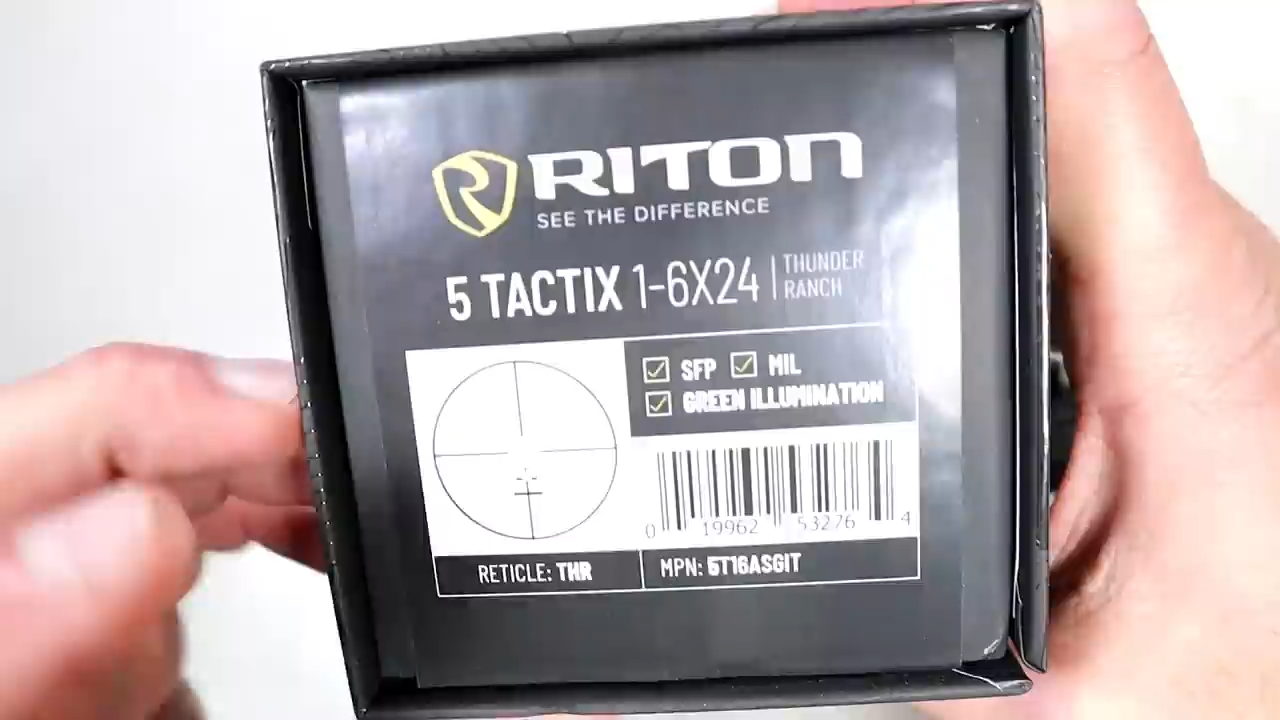 RITON
SEE THE DIFFERENCE
5 TACTIX 1-6X24 | THUNDER
RANCH
SFP MIL
GREEN ILLUMINATION
0 19962 53276 4
RETICLE: THR MPN: 5T16ASGIT